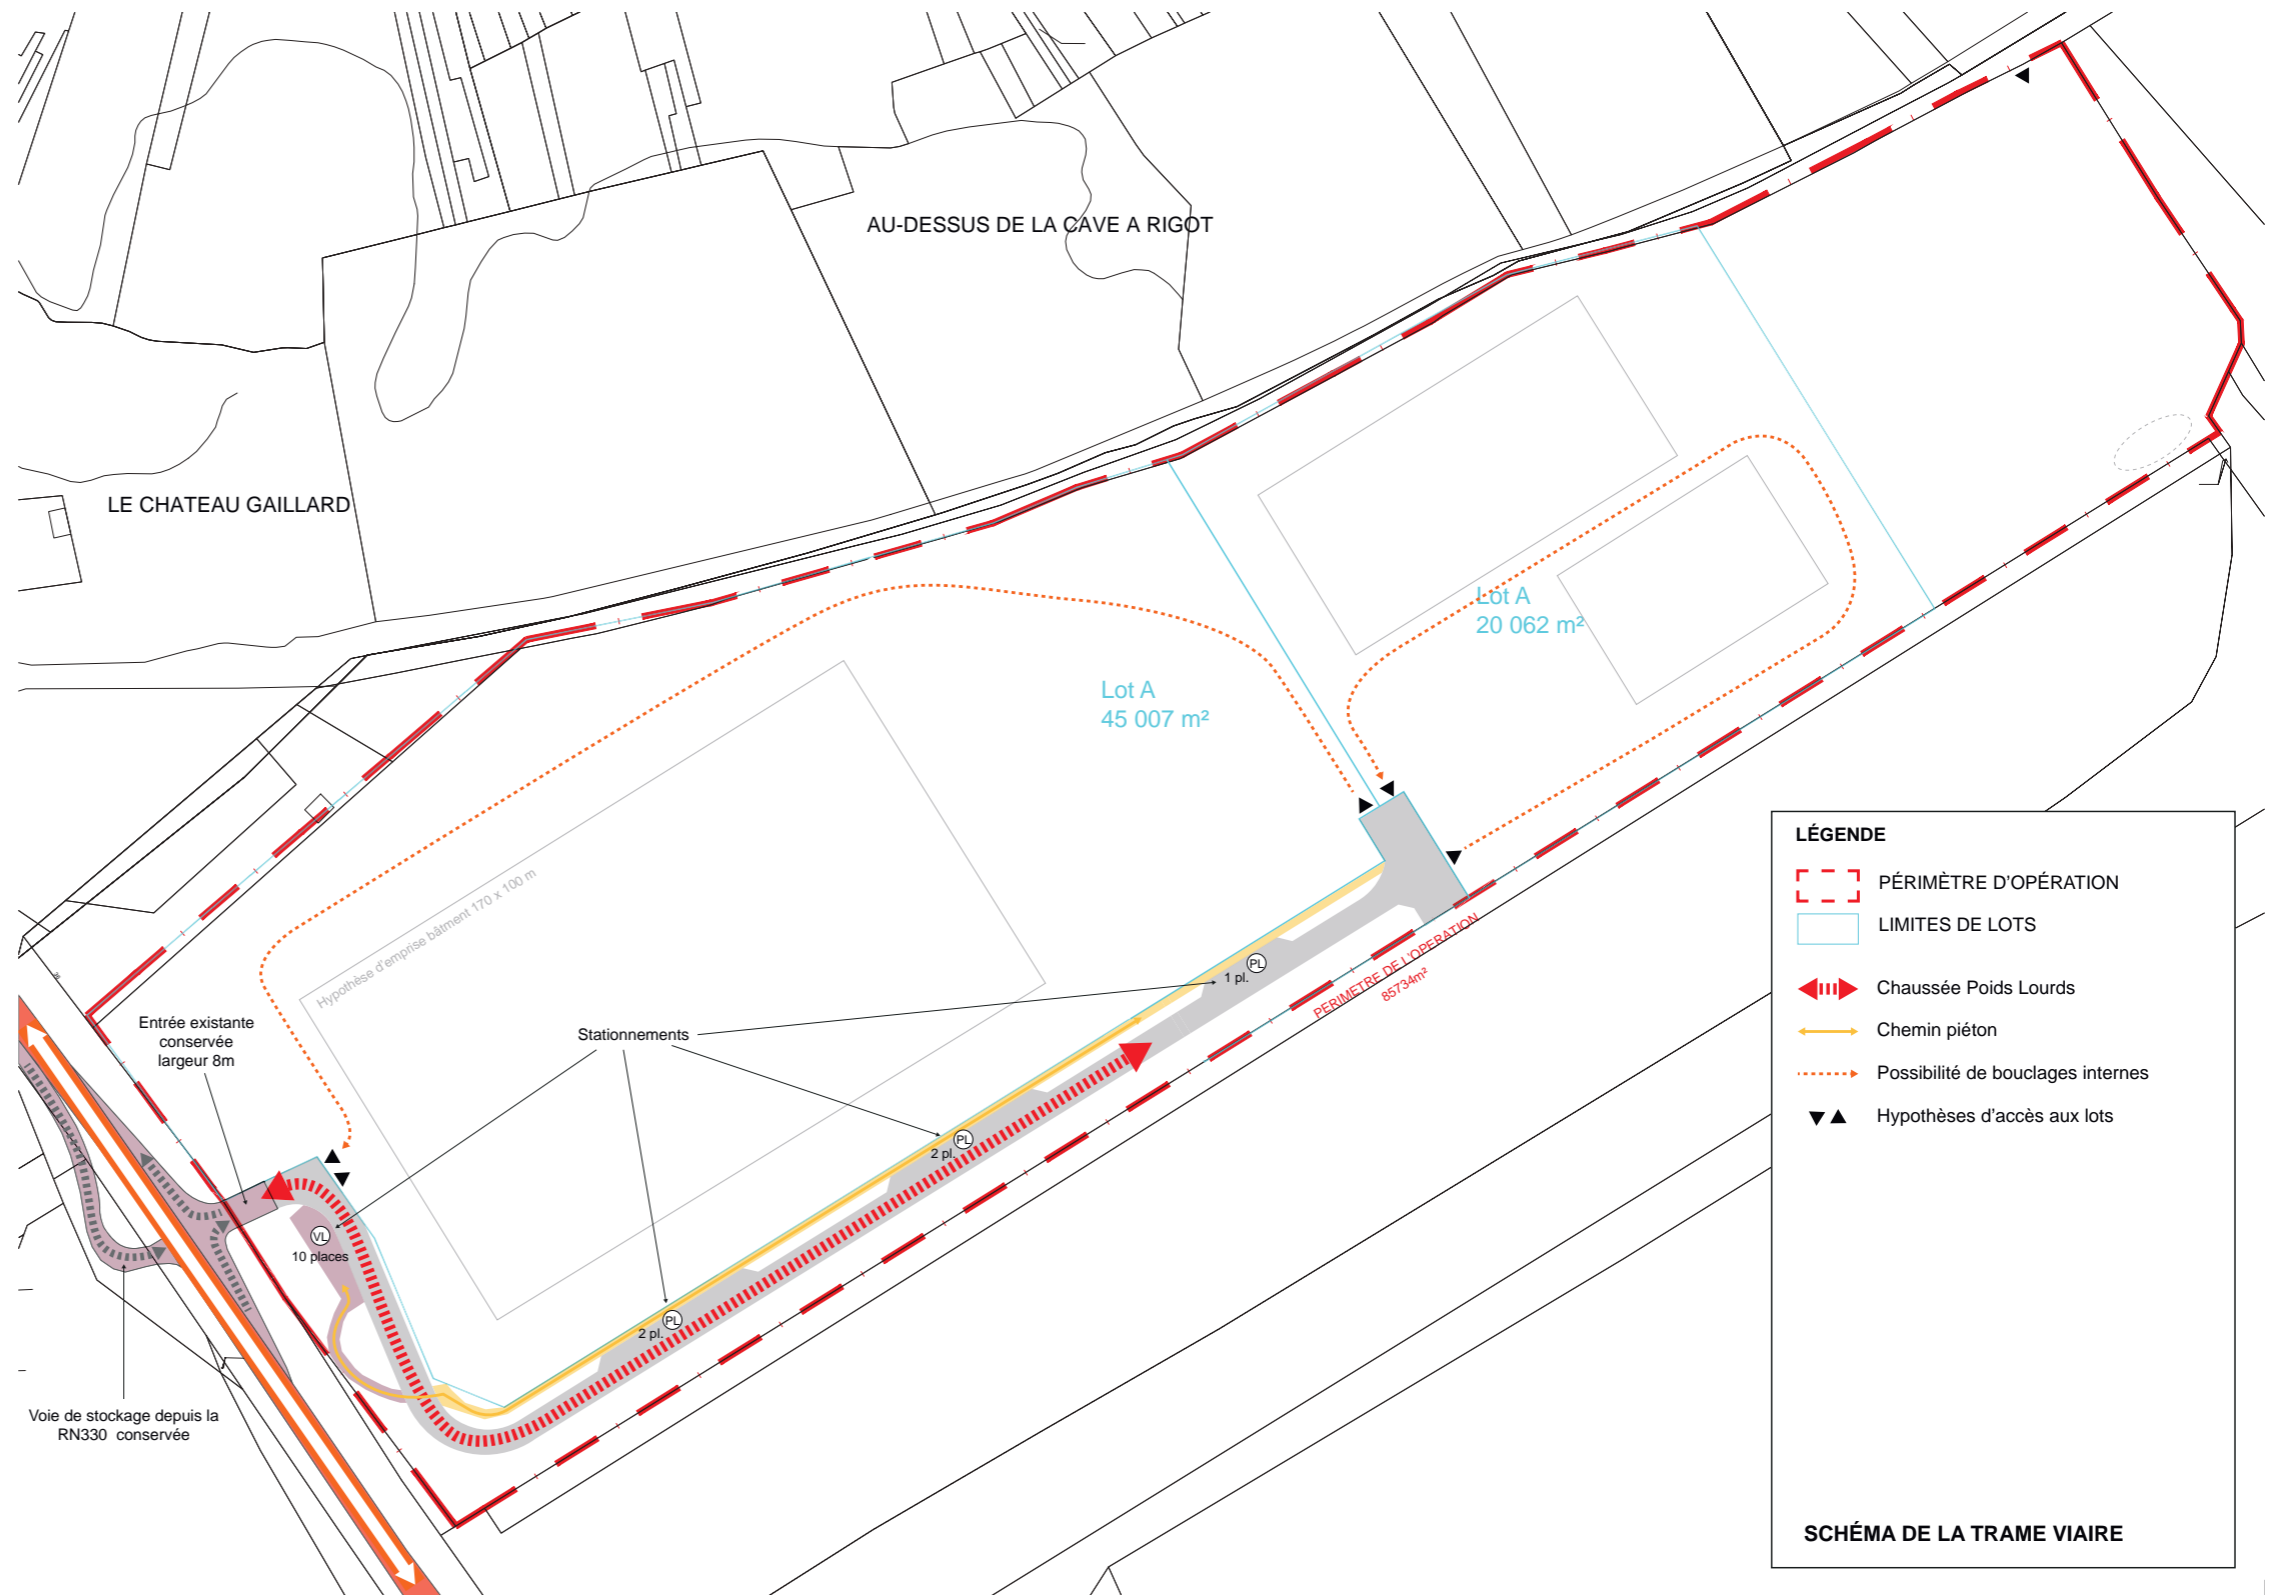 AU-DESSUS DE LA CAVE A RIGOT
LE CHATEAU GAILLARD
Lot A
20 062 m²
Lot A
45 007 m²
Hypothèse d'emprise bâtment 170 x 100 m
Entrée existante
conservée
largeur 8m
Stationnements
PL
1 pl.
PERIMETRE DE L'OPERATION
85734m²
PL
2 pl.
VL
10 places
PL
2 pl.
Voie de stockage depuis la
RN330 conservée
LÉGENDE
PÉRIMÈTRE D'OPÉRATION
LIMITES DE LOTS
Chaussée Poids Lourds
Chemin piéton
Possibilité de bouclages internes
Hypothèses d'accès aux lots
SCHÉMA DE LA TRAME VIAIRE